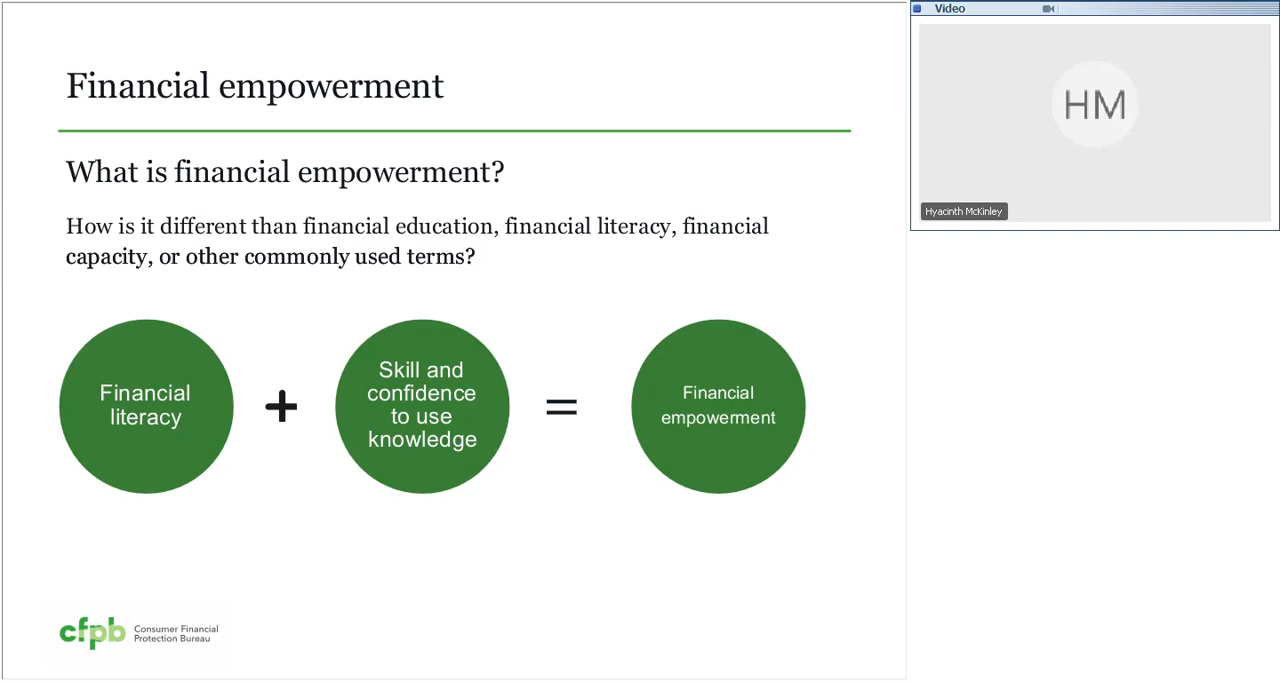 Financial empowerment
What is financial empowerment?
How is it different than financial education, financial literacy, financial
capacity, or other commonly used terms?
Financial
literacy
+
Skill and
confidence
to use
knowledge
=
Financial
empowerment
cfpb
Consumer Financial
Protection Bureau
Video
HM
Hyacinth McKinley